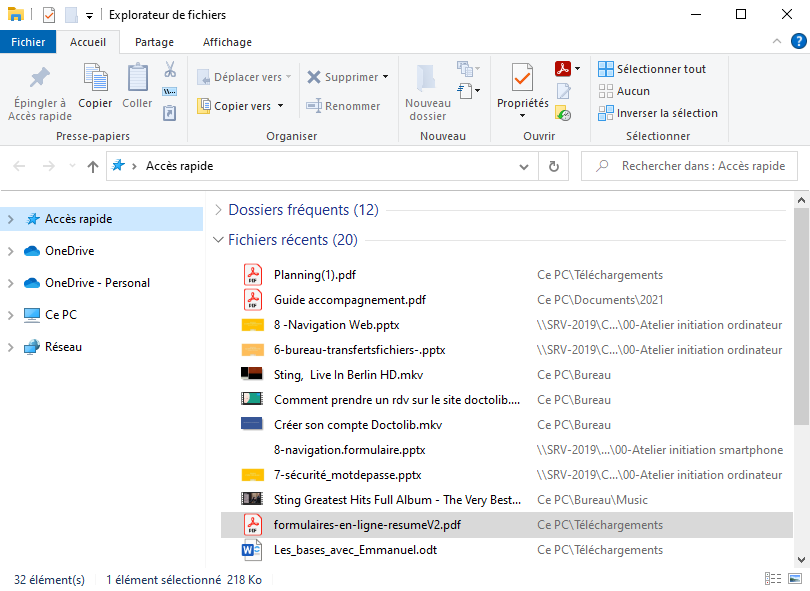 Explorateur de fichiers
Fichier Accueil Partage Affichage
Épingler à Accès rapide
Copier
Coller
Presse-papiers
Déplacer vers
Copier vers
Supprimer
Renommer
Organiser
Nouveau dossier
Nouveau
Propriétés
Ouvrir
Sélectionner tout
Aucun
Inverser la sélection
Sélectionner
Accès rapide
Rechercher dans : Accès rapide
Accès rapide
OneDrive
OneDrive - Personal
Ce PC
Réseau
Dossiers fréquents (12)
Fichiers récents (20)
Planning(1).pdf Ce PC\Téléchargements
Guide accompagnement.pdf Ce PC\Documents\2021
8 -Navigation Web.pptx \\SRV-2019\C...\00-Atelier initiation ordinateur
6-bureau-transfertsfichiers-.pptx \\SRV-2019\C...\00-Atelier initiation ordinateur
Sting, Live In Berlin HD.mkv Ce PC\Bureau
Comment prendre un rdv sur le site doctolib.... Ce PC\Bureau
Créer son compte Doctolib.mkv Ce PC\Bureau
8-navigation.formulaire.pptx \\SRV-2019\...\00-Atelier initiation smartphone
7-sécurité_motdepasse.pptx \\SRV-2019\C...\00-Atelier initiation ordinateur
Sting Greatest Hits Full Album - The Very Best... Ce PC\Bureau\Music
formulaires-en-ligne-resumeV2.pdf Ce PC\Téléchargements
Les_bases_avec_Emmanuel.odt Ce PC\Téléchargements
32 élément(s) 1 élément sélectionné 218 Ko